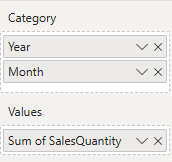 Category
Year
Month
Values
Sum of SalesQuantity